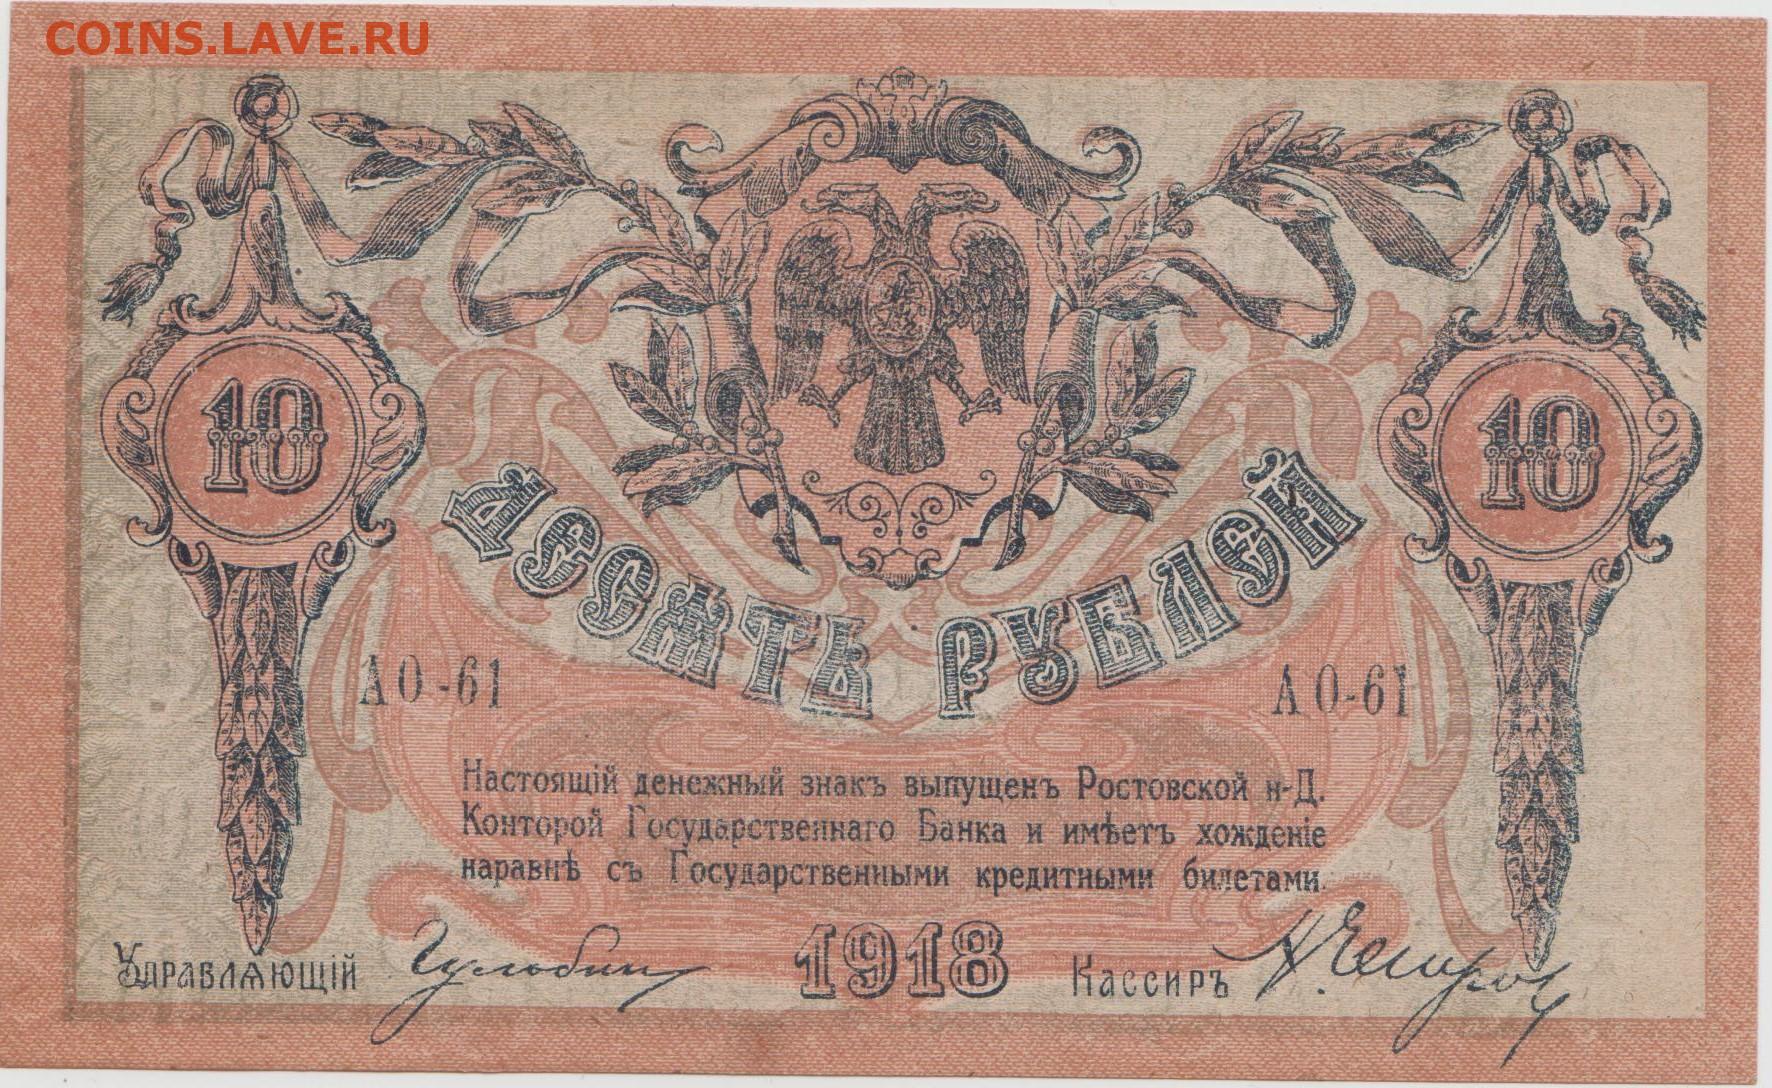 COINS.LAVE.RU
10
10
ДЕСЯТЬ РУБЛЕЙ
АО-61
АО-61
Настоящій денежный знакъ выпущенъ Ростовской н-Д.
Конторой Государственнаго Банка и имѣетъ хожденіе
наравнѣ съ Государственными кредитными билетами.
Управляющій
1918
Кассиръ